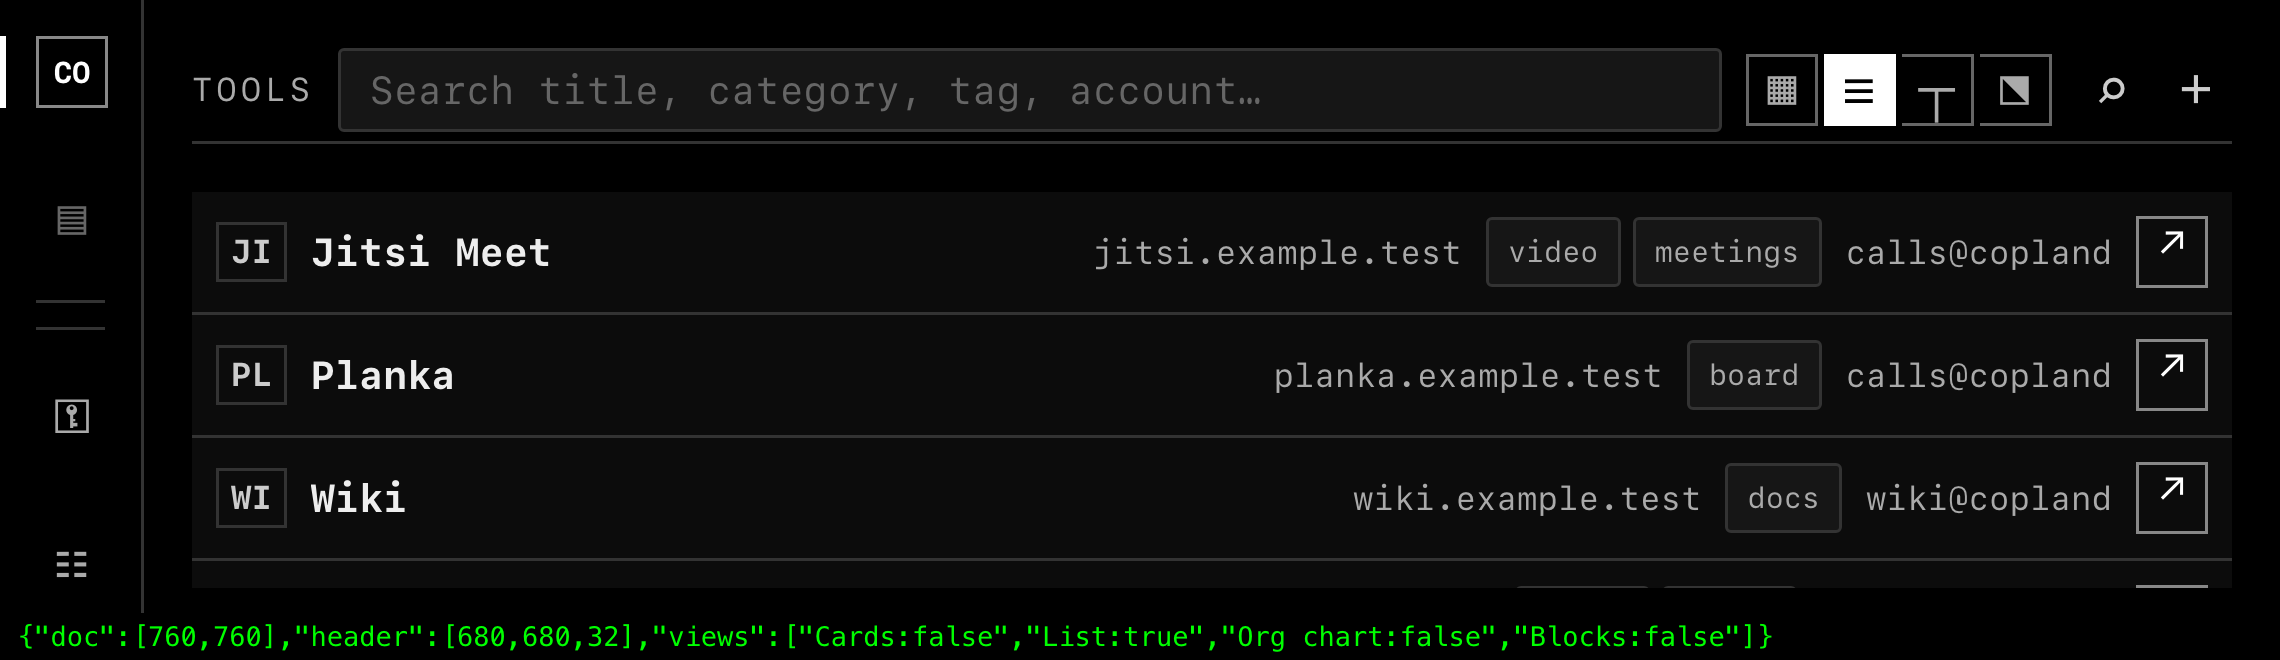 CO
TOOLS Search title, category, tag, account…
JI Jitsi Meet jitsi.example.test video meetings calls@copland
PL Planka planka.example.test board calls@copland
WI Wiki wiki.example.test docs wiki@copland
{"doc":[760,760],"header":[680,680,32],"views":["Cards:false","List:true","Org chart:false","Blocks:false"]}